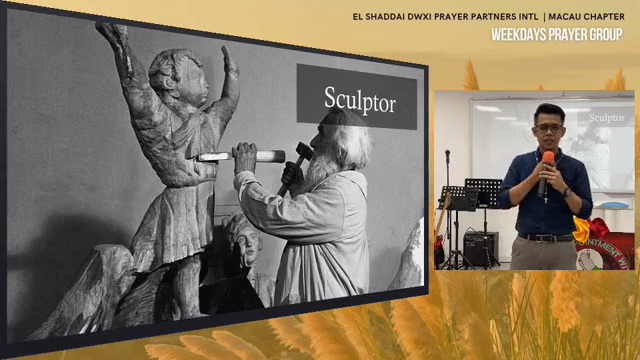 EL SHADDAI DWXI PRAYER PARTNERS INTL | MACAU CHAPTER
WEEKDAYS PRAYER GROUP
Sculptor
Sculptor